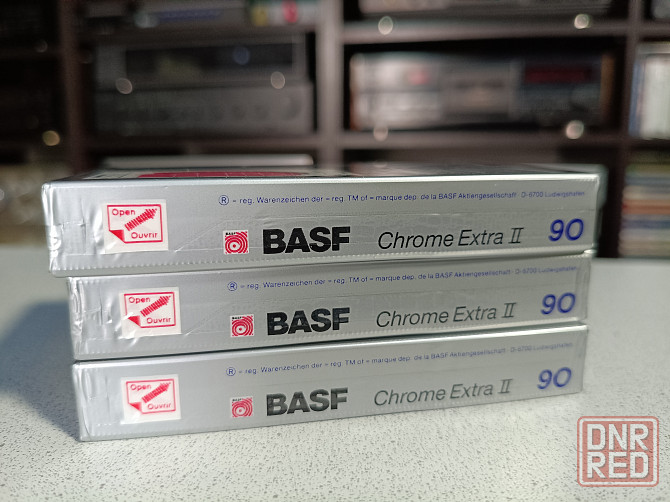 ® = reg. Warenzeichen der = reg. TM of = marque dep. de la BASF Aktiengesellschaft · D-6700 Ludwigshafen
Open
Ouvrir
BASF Chrome Extra II 90
® = reg. Warenzeichen der = reg. TM of = marque dep. de la BASF Aktiengesellschaft · D-6700 Ludwigshafen
Open
Ouvrir
BASF Chrome Extra II 90
® = reg. Warenzeichen der = reg. TM of = marque dep. de la BASF Aktiengesellschaft · D-6700 Ludwigshafen
Open
Ouvrir
BASF Chrome Extra II 90
DNR
RED